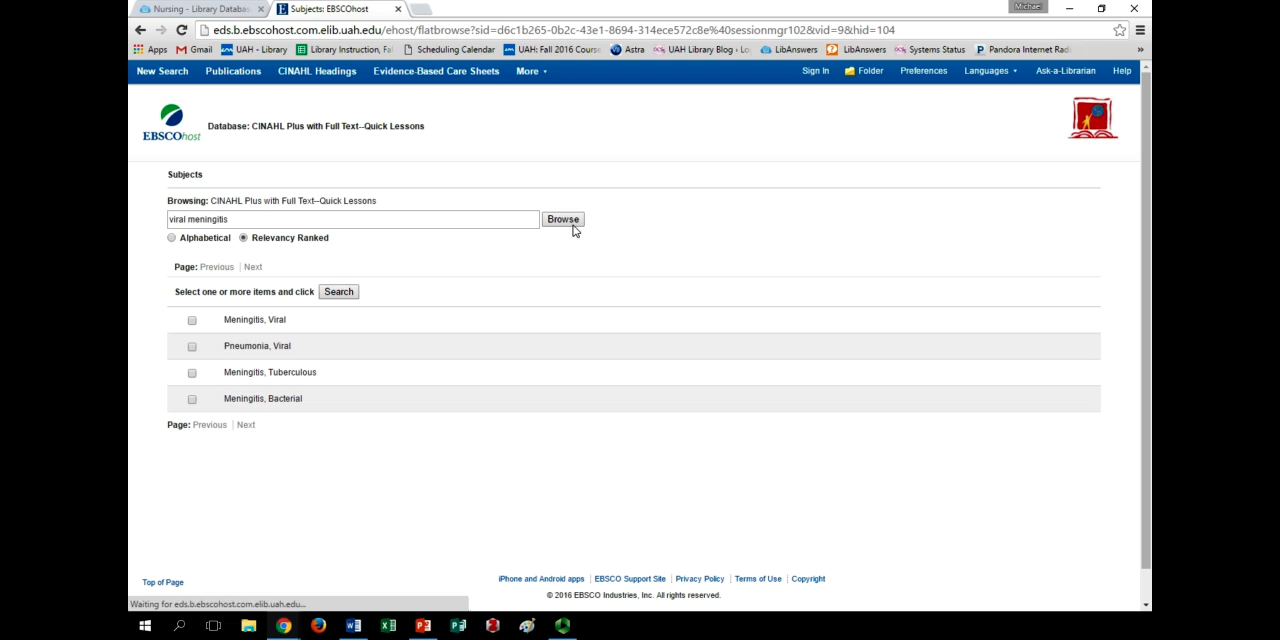 Michael
Nursing - Library Databas
Subjects: EBSCOhost
eds.b.ebscohost.com.elib.uah.edu/ehost/flatbrowse?sid=d6c1b265-0b2c-43e1-8694-314ece572c8e%40sessionmgr102&vid=9&hid=104
Apps Gmail UAH - Library Library Instruction, Fal Scheduling Calendar UAH: Fall 2016 Course Astra UAH Library Blog ‹ Lo LibAnswers LibAnswers Systems Status Pandora Internet Radi »
New Search Publications CINAHL Headings Evidence-Based Care Sheets More Sign In Folder Preferences Languages Ask-a-Librarian Help
EBSCOhost Database: CINAHL Plus with Full Text--Quick Lessons
Subjects
Browsing: CINAHL Plus with Full Text--Quick Lessons
viral meningitis Browse
Alphabetical Relevancy Ranked
Page: Previous | Next
Select one or more items and click Search
Meningitis, Viral
Pneumonia, Viral
Meningitis, Tuberculous
Meningitis, Bacterial
Page: Previous | Next
Top of Page
iPhone and Android apps | EBSCO Support Site | Privacy Policy | Terms of Use | Copyright
© 2016 EBSCO Industries, Inc. All rights reserved.
Waiting for eds.b.ebscohost.com.elib.uah.edu...